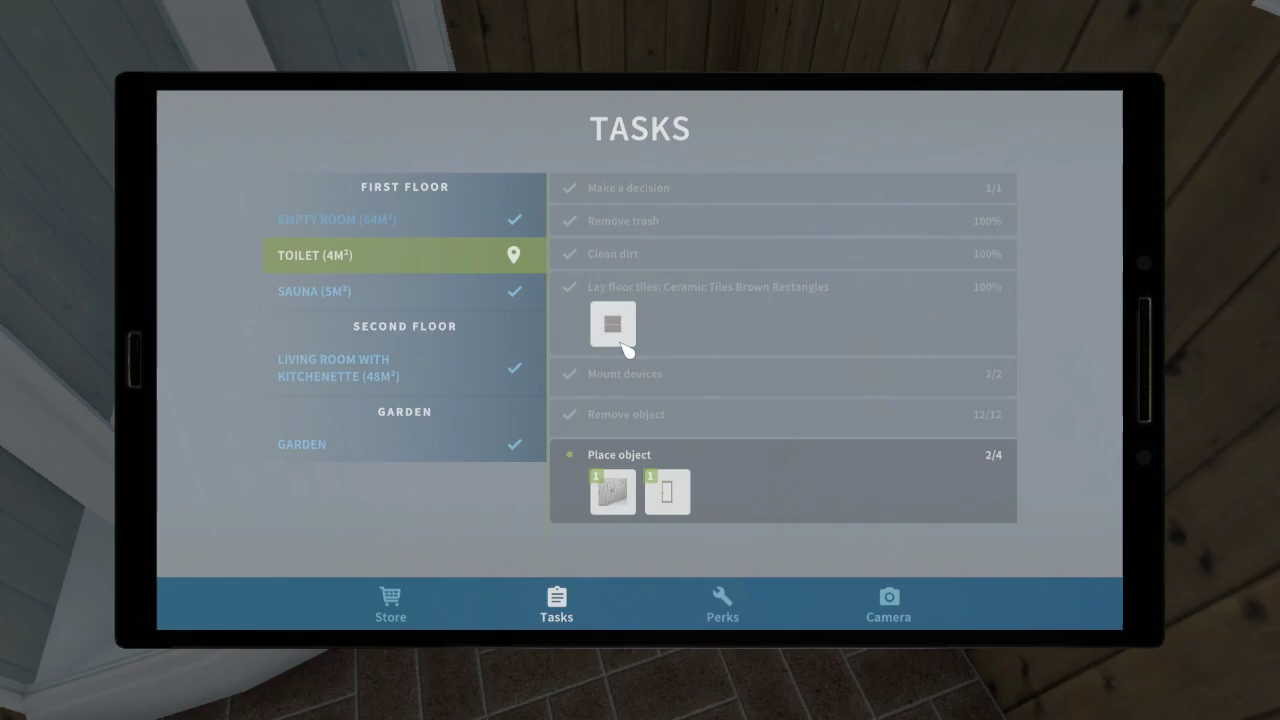 TASKS
FIRST FLOOR
EMPTY ROOM (64M²)
TOILET (4M²)
SAUNA (5M²)
SECOND FLOOR
LIVING ROOM WITH
KITCHENETTE (48M²)
GARDEN
GARDEN
Make a decision 1/1
Remove trash 100%
Clean dirt 100%
Lay floor tiles: Ceramic Tiles Brown Rectangles 100%
Mount devices 2/2
Remove object 12/12
Place object 2/4
1 1
Store Tasks Perks Camera